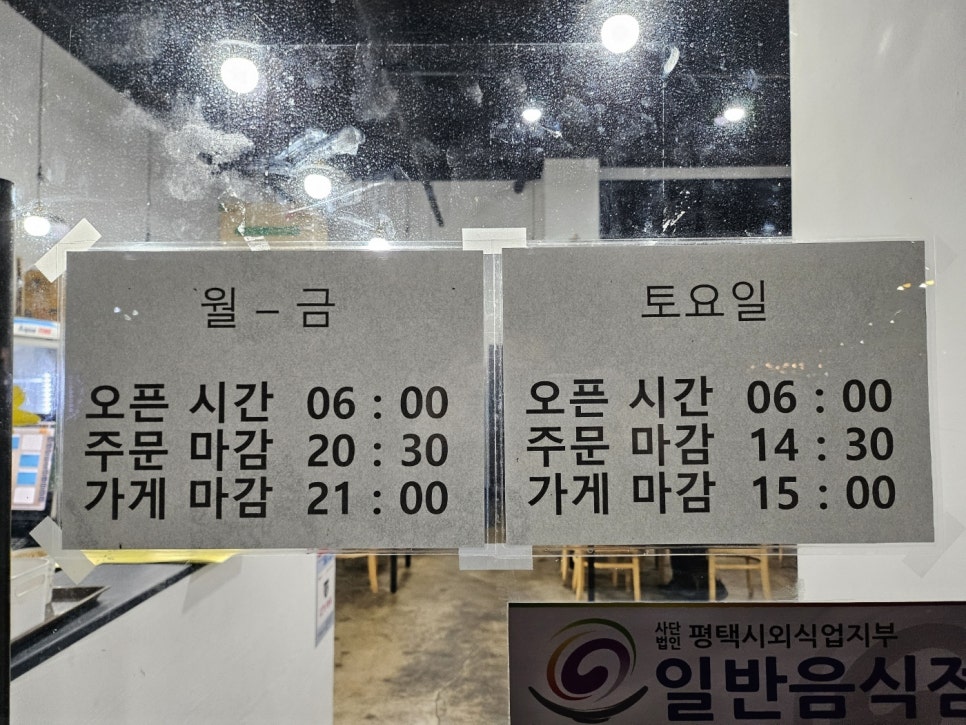 월 – 금
오픈 시간 06 : 00
주문 마감 20 : 30
가게 마감 21 : 00
토요일
오픈 시간 06 : 00
주문 마감 14 : 30
가게 마감 15 : 00
사단
법인 평택시외식업지부
일반음식점